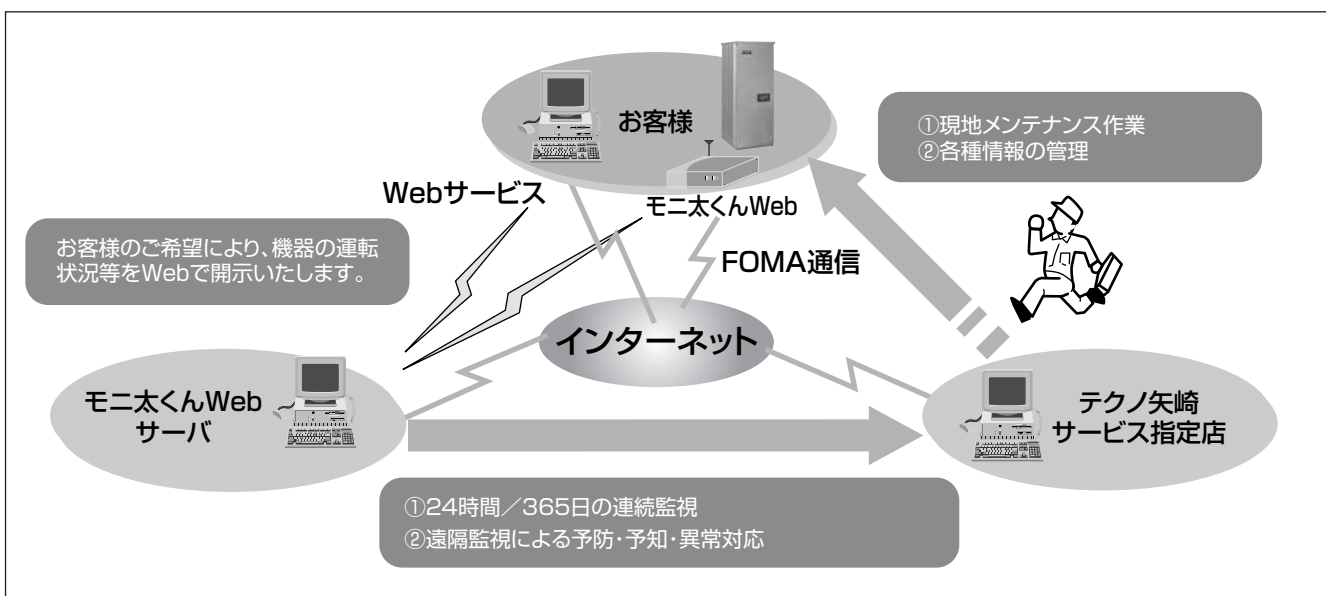 お客様
①現地メンテナンス作業
②各種情報の管理
Webサービス
モニ太くんWeb
お客様のご希望により、機器の運転
状況等をWebで開示いたします。
FOMA通信
インターネット
モニ太くんWeb
サーバ
テクノ矢崎
サービス指定店
①24時間／365日の連続監視
②遠隔監視による予防・予知・異常対応